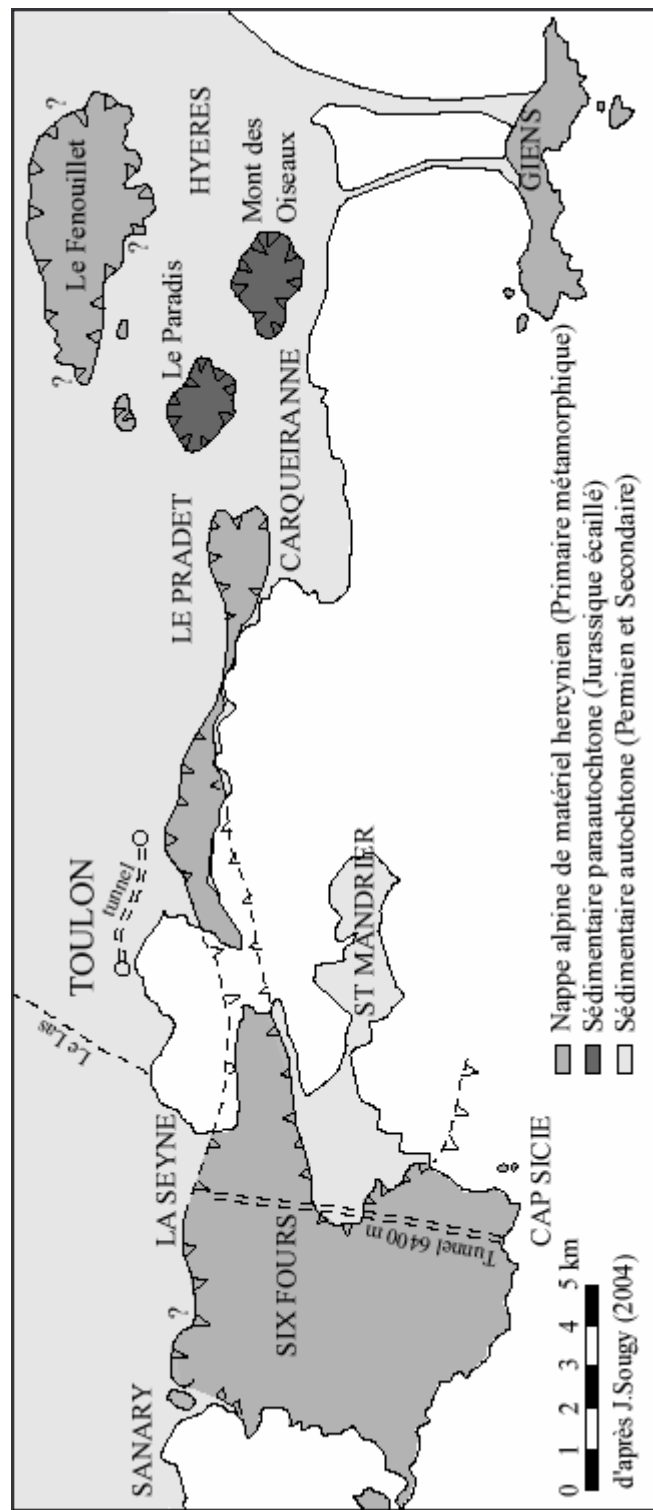 SANARY
?
LA SEYNE
Le Las
TOULON
tunnel
LE PRADET
?
Le Fenouillet
?
?
Le Paradis
HYERES
Mont des
Oiseaux
SIX FOURS
Tunnel 6400 m
ST MANDRIER
CARQUEIRANNE
GIENS
CAP SICIE
0 1 2 3 4 5 km
d'après J.Sougy (2004)
Nappe alpine de matériel hercynien (Primaire métamorphique)
Sédimentaire paraautochtone (Jurassique écaillé)
Sédimentaire autochtone (Permien et Secondaire)